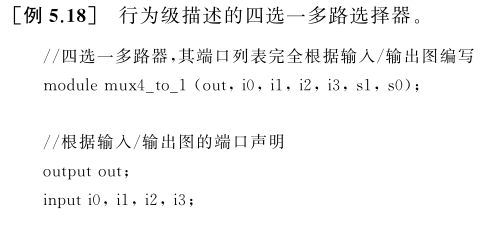 [例 5.18] 行为级描述的四选一多路选择器。
//四选一多路器,其端口列表完全根据输入/输出图编写
module mux4_to_1 (out, i0, i1, i2, i3, s1, s0);
//根据输入/输出图的端口声明
output out;
input i0, i1, i2, i3;